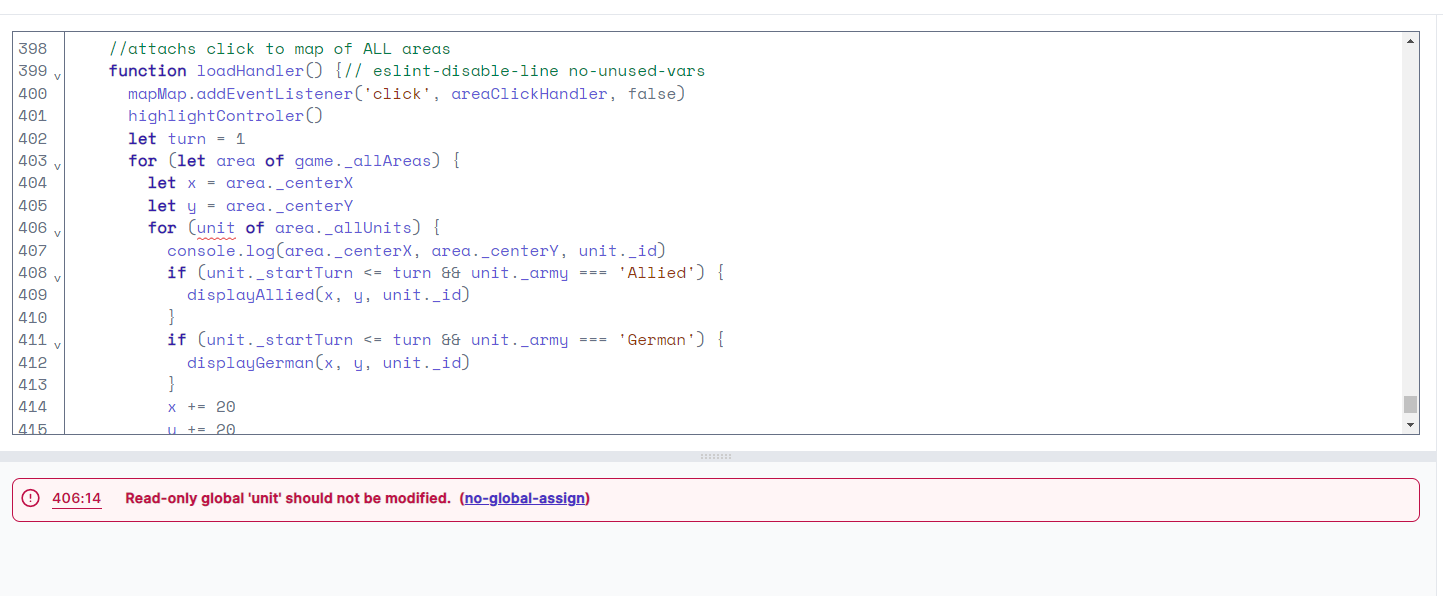 398 //attachs click to map of ALL areas
399 v function loadHandler() {// eslint-disable-line no-unused-vars
400 mapMap.addEventListener('click', areaClickHandler, false)
401 highlightControler()
402 let turn = 1
403 v for (let area of game._allAreas) {
404 let x = area._centerX
405 let y = area._centerY
406 v for (unit of area._allUnits) {
407 console.log(area._centerX, area._centerY, unit._id)
408 v if (unit._startTurn <= turn && unit._army === 'Allied') {
409 displayAllied(x, y, unit._id)
410 }
411 v if (unit._startTurn <= turn && unit._army === 'German') {
412 displayGerman(x, y, unit._id)
413 }
414 x += 20
415 y += 20
406:14 Read-only global 'unit' should not be modified. (no-global-assign)